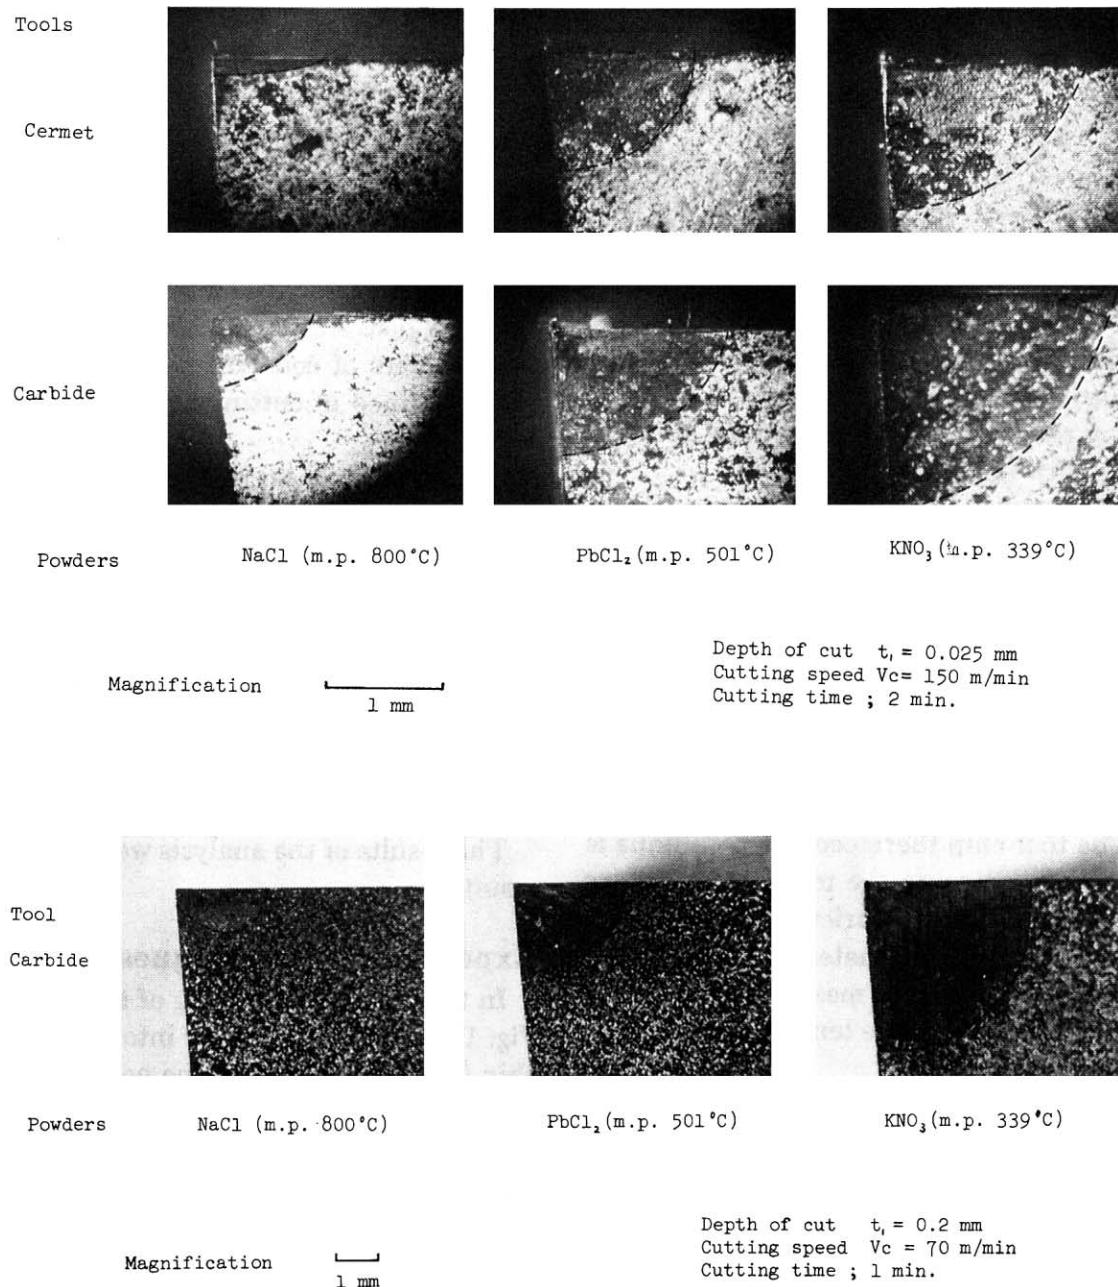 Tools
Cermet
Carbide
Powders NaCl (m.p. 800°C) PbCl₂ (m.p. 501°C) KNO₃ (m.p. 339°C)
Magnification 1 mm
Depth of cut t₁ = 0.025 mm
Cutting speed Vc= 150 m/min
Cutting time ; 2 min.
Tool
Carbide
Powders NaCl (m.p. 800°C) PbCl₂ (m.p. 501°C) KNO₃ (m.p. 339°C)
Magnification 1 mm
Depth of cut t₁ = 0.2 mm
Cutting speed Vc = 70 m/min
Cutting time ; 1 min.